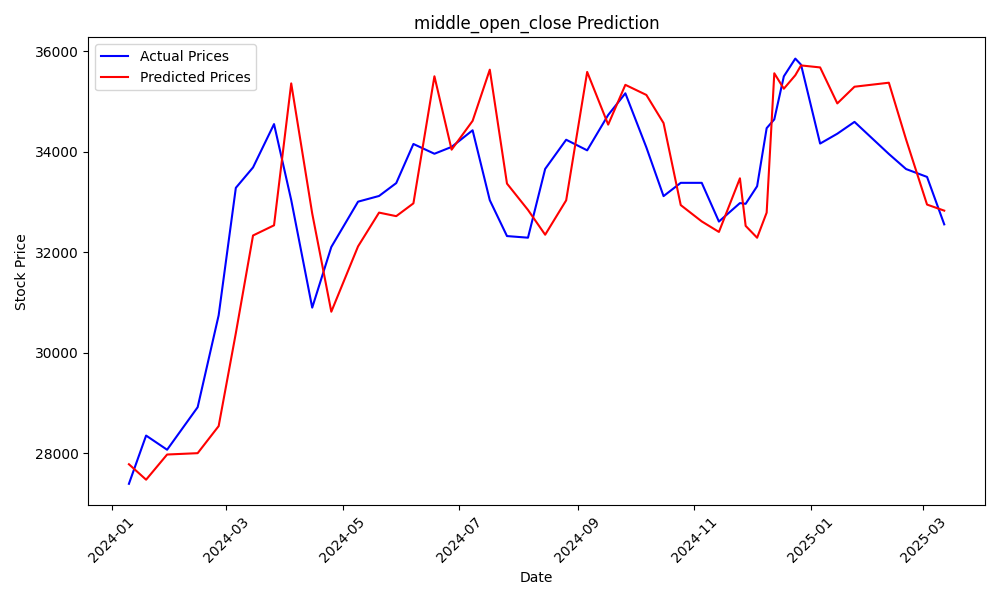 middle_open_close Prediction
Actual Prices
Predicted Prices
Stock Price
36000
34000
32000
30000
28000
2024-01
2024-03
2024-05
2024-07
2024-09
2024-11
2025-01
2025-03
Date